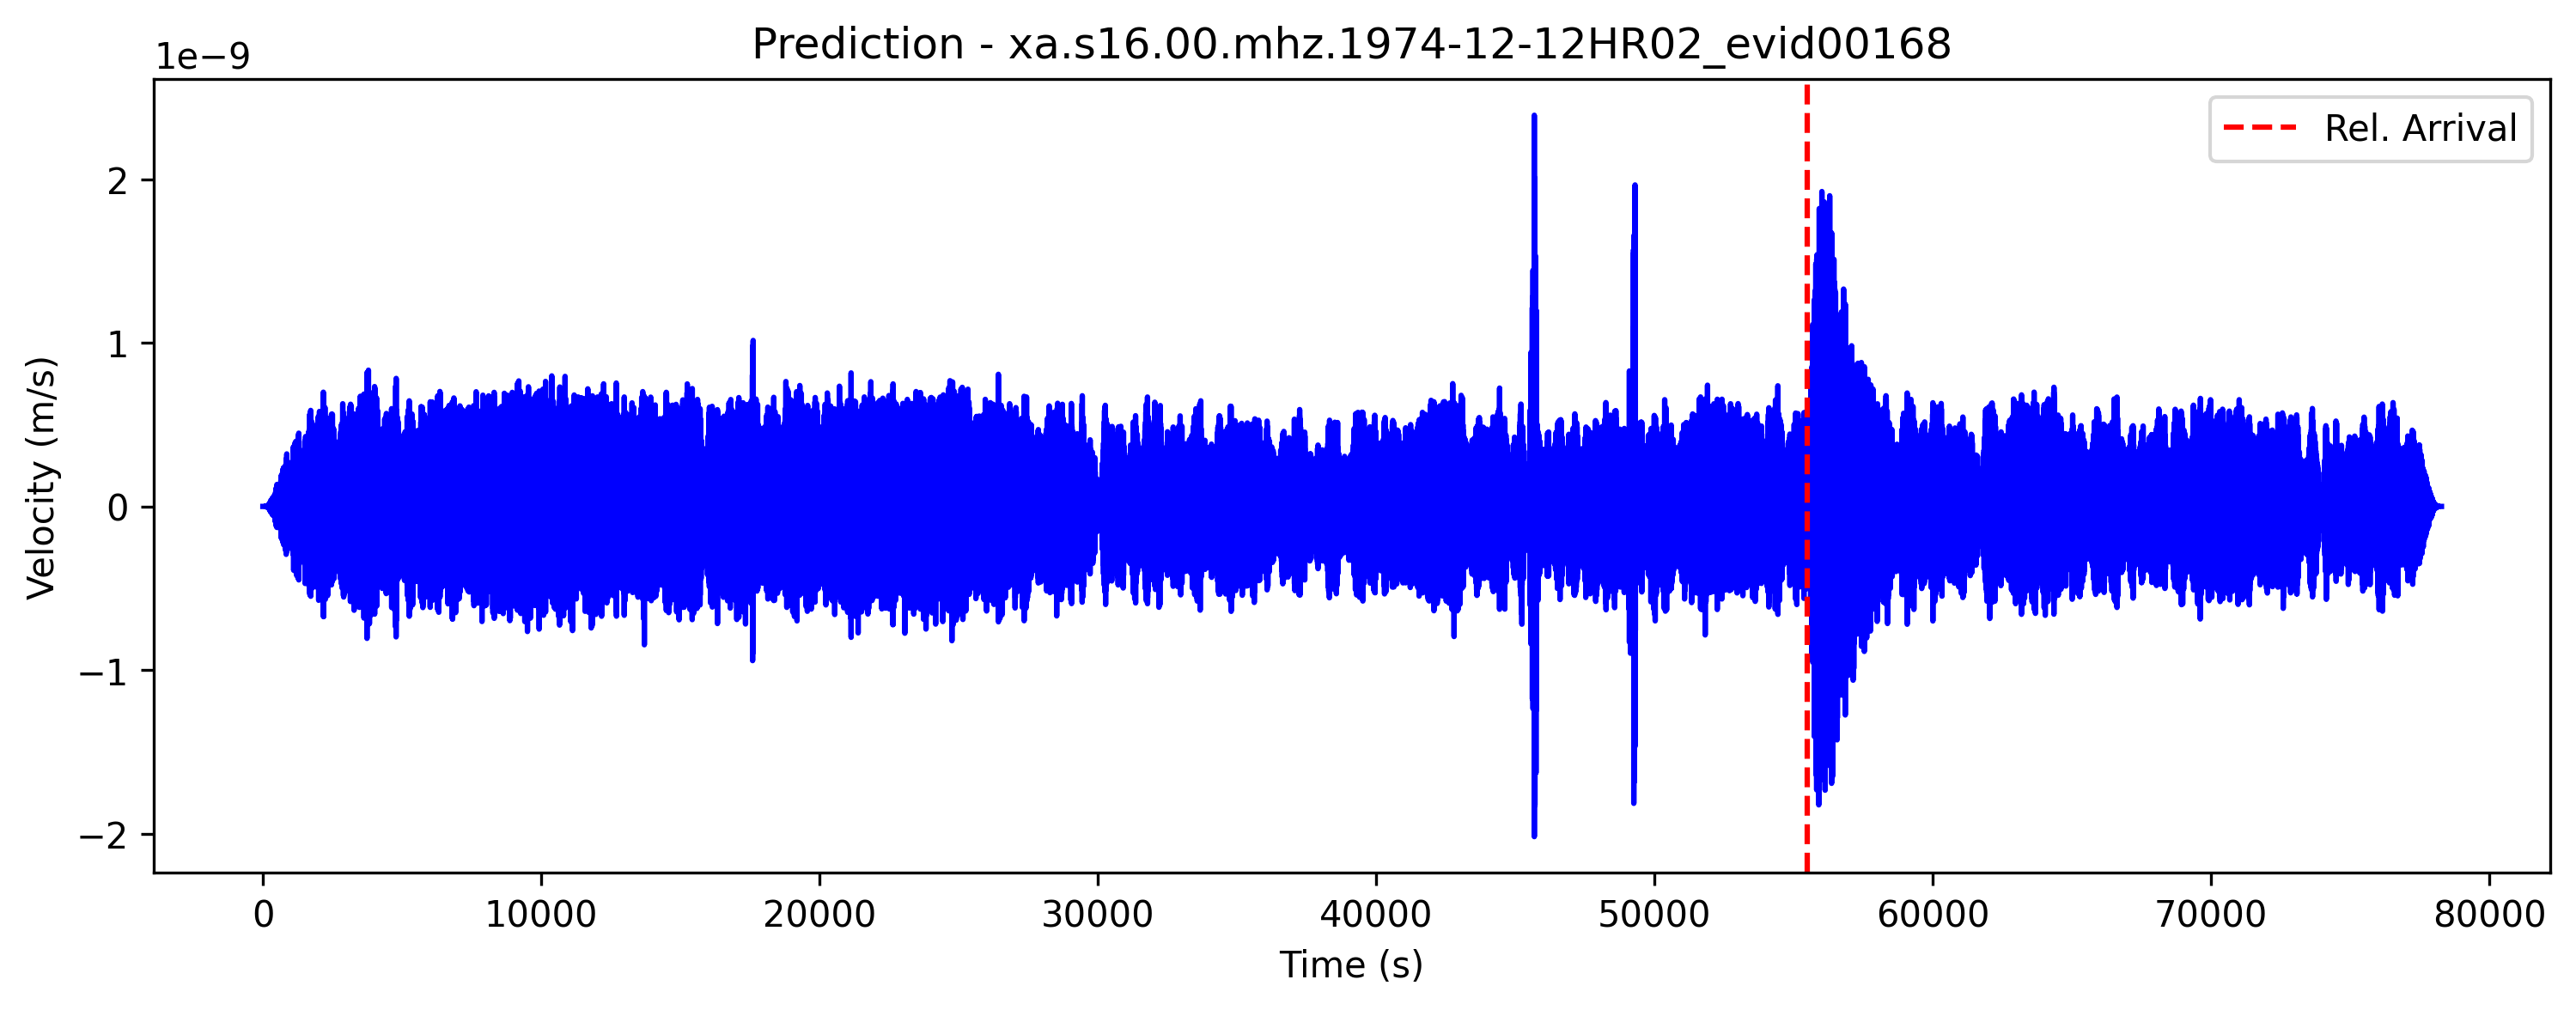 Prediction - xa.s16.00.mhz.1974-12-12HR02_evid00168
1e−9
Rel. Arrival
2
1
0
−1
−2
Velocity (m/s)
0 10000 20000 30000 40000 50000 60000 70000 80000
Time (s)